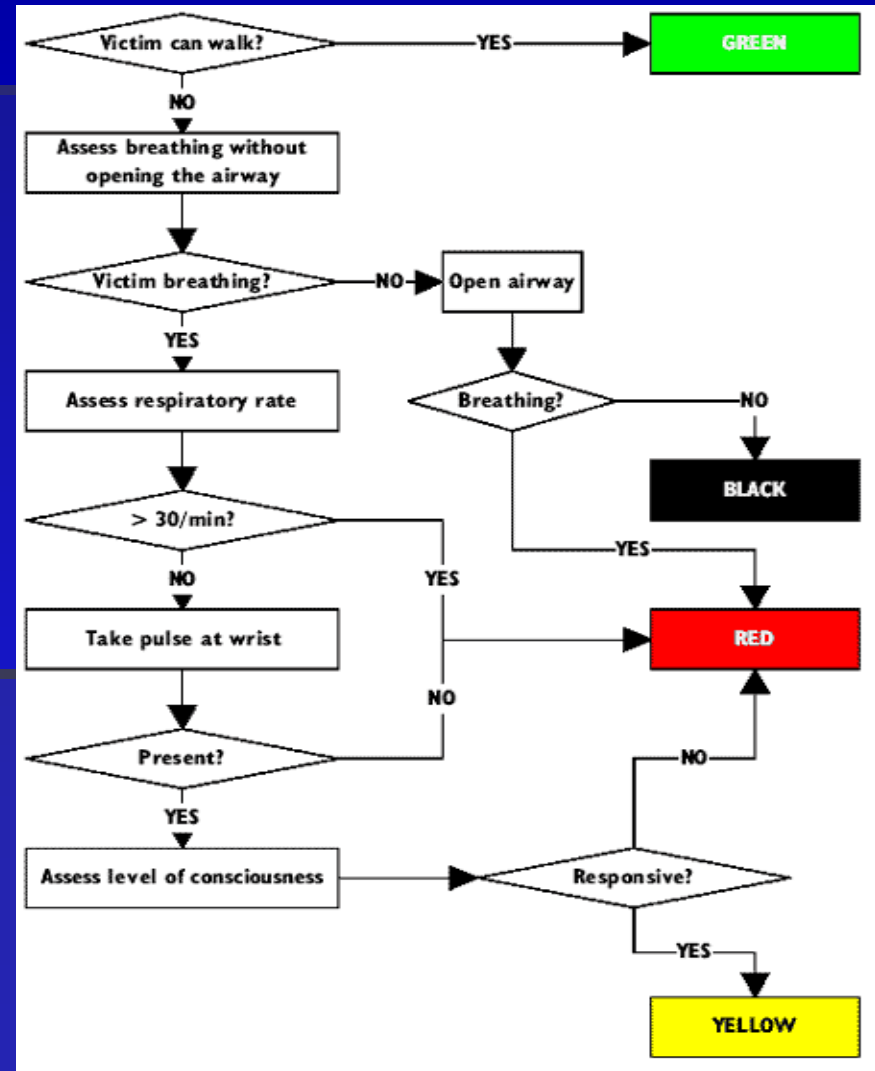 Victim can walk?
YES
GREEN
NO
Assess breathing without
opening the airway
Victim breathing?
NO
Open airway
YES
Assess respiratory rate
Breathing?
NO
BLACK
> 30/min?
YES
YES
NO
Take pulse at wrist
RED
NO
Present?
NO
YES
Assess level of consciousness
Responsive?
YES
YELLOW